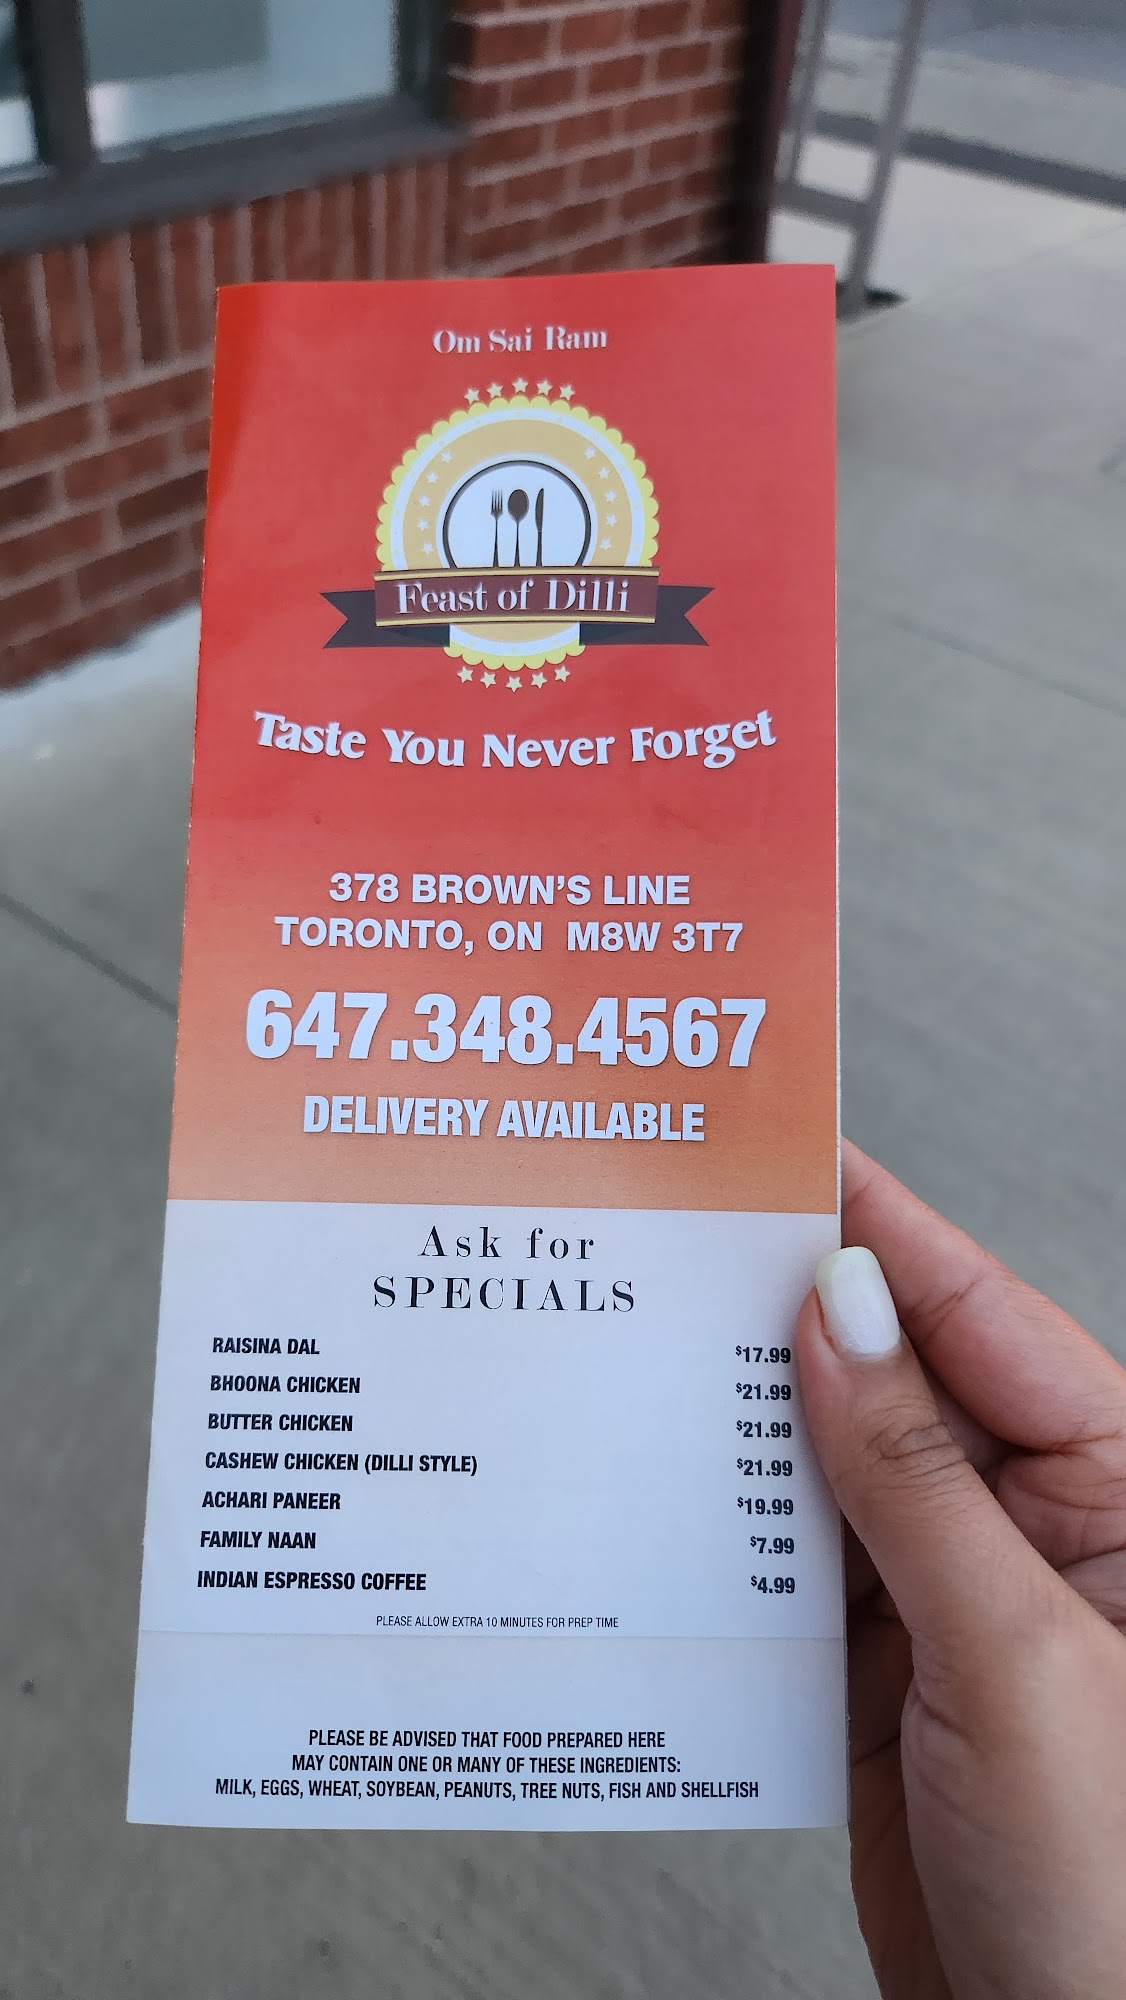 Om Sai Ram
Feast of Dilli
Taste You Never Forget
378 BROWN'S LINE
TORONTO, ON M8W 3T7
647.348.4567
DELIVERY AVAILABLE
Ask for
SPECIALS
RAISINA DAL $17.99
BHOONA CHICKEN $21.99
BUTTER CHICKEN $21.99
CASHEW CHICKEN (DILLI STYLE) $21.99
ACHARI PANEER $19.99
FAMILY NAAN $7.99
INDIAN ESPRESSO COFFEE $4.99
PLEASE ALLOW EXTRA 10 MINUTES FOR PREP TIME
PLEASE BE ADVISED THAT FOOD PREPARED HERE
MAY CONTAIN ONE OR MANY OF THESE INGREDIENTS:
MILK, EGGS, WHEAT, SOYBEAN, PEANUTS, TREE NUTS, FISH AND SHELLFISH